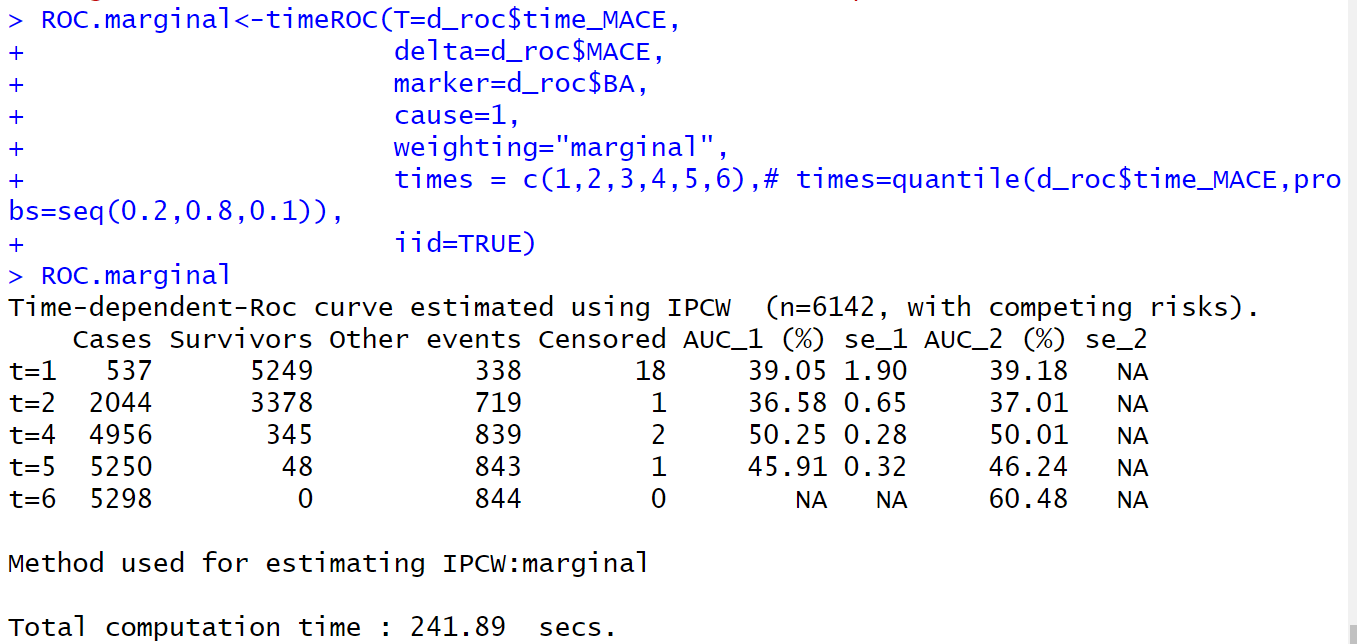 > ROC.marginal<-timeROC(T=d_roc$time_MACE,
+                       delta=d_roc$MACE,
+                       marker=d_roc$BA,
+                       cause=1,
+                       weighting="marginal",
+                       times = c(1,2,3,4,5,6),# times=quantile(d_roc$time_MACE,pro
bs=seq(0.2,0.8,0.1)),
+                       iid=TRUE)
> ROC.marginal
Time-dependent-Roc curve estimated using IPCW  (n=6142, with competing risks).
    Cases Survivors Other events Censored AUC_1 (%) se_1 AUC_2 (%) se_2
t=1   537      5249          338       18     39.05 1.90     39.18   NA
t=2  2044      3378          719        1     36.58 0.65     37.01   NA
t=4  4956       345          839        2     50.25 0.28     50.01   NA
t=5  5250        48          843        1     45.91 0.32     46.24   NA
t=6  5298         0          844        0        NA   NA     60.48   NA
Method used for estimating IPCW:marginal
Total computation time : 241.89  secs.